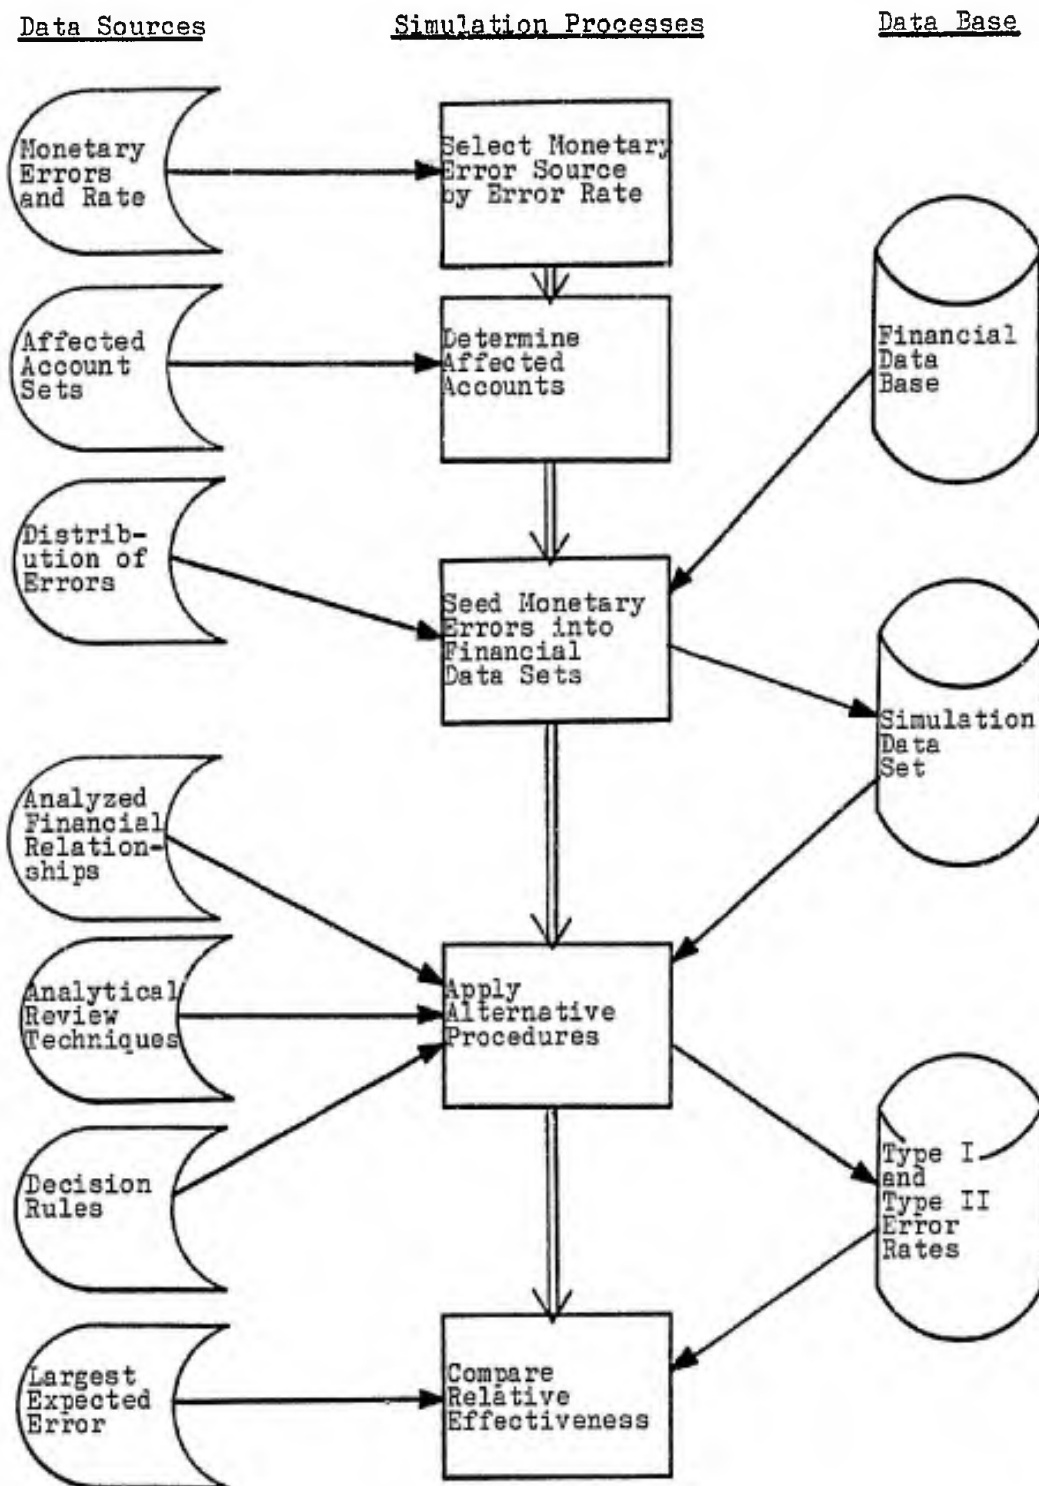 Data Sources
Simulation Processes
Data Base
Monetary
Errors
and Rate
Select Monetary
Error Source
by Error Rate
Affected
Account
Sets
Determine
Affected
Accounts
Financial
Data
Base
Distrib-
ution of
Errors
Seed Monetary
Errors into
Financial
Data Sets
Simulation
Data
Set
Analyzed
Financial
Relation-
ships
Analytical
Review
Techniques
Apply
Alternative
Procedures
Decision
Rules
Type I
and
Type II
Error
Rates
Largest
Expected
Error
Compare
Relative
Effectiveness